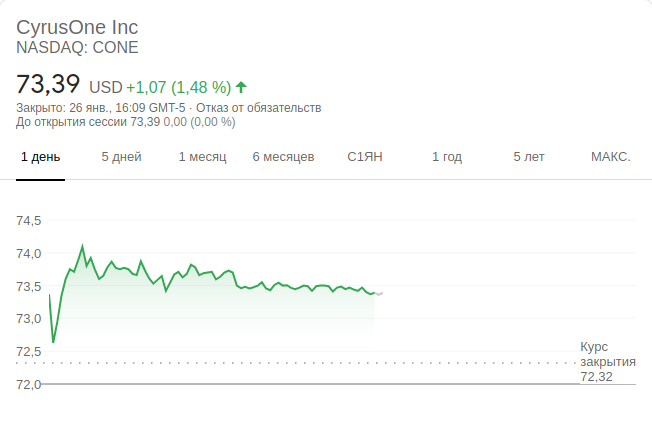 CyrusOne Inc
NASDAQ: CONE
73,39 USD +1,07 (1,48 %)
Закрыто: 26 янв., 16:09 GMT-5 · Отказ от обязательств
До открытия сессии 73,39 0,00 (0,00 %)
1 день 5 дней 1 месяц 6 месяцев С1ЯН 1 год 5 лет МАКС.
74,5
74,0
73,5
73,0
72,5
Курс
закрытия
72,32
72,0